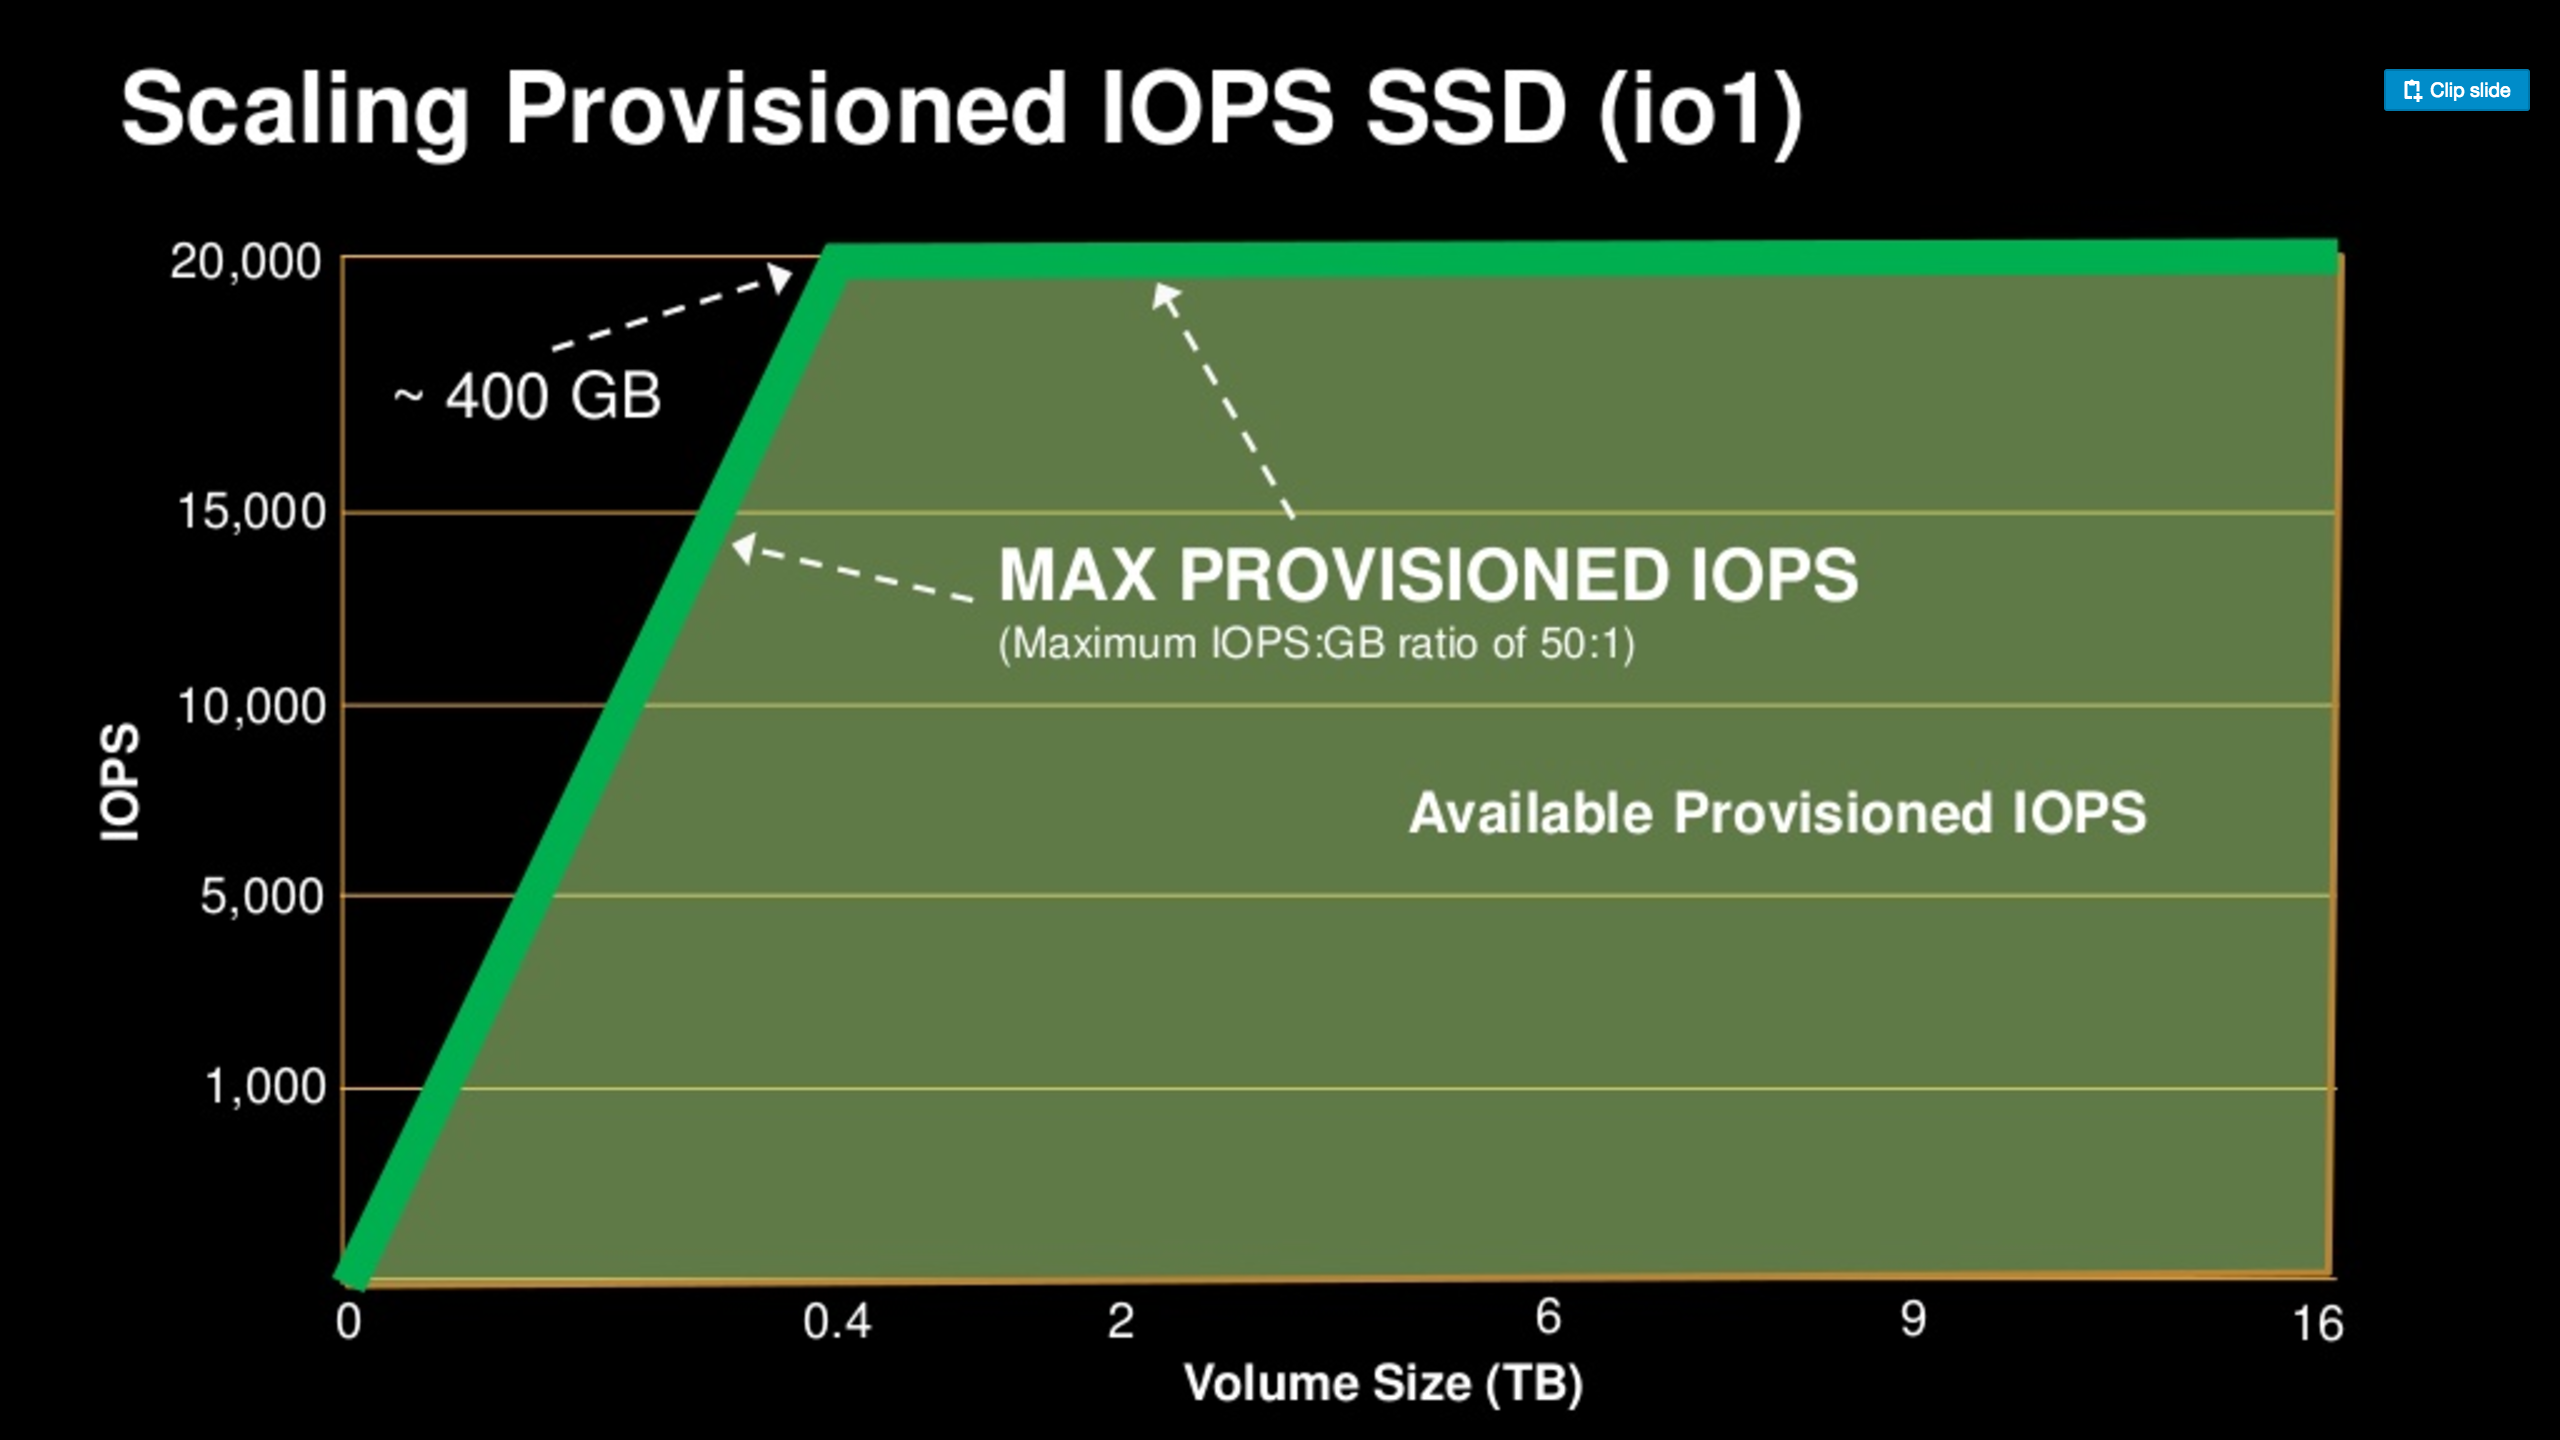 Scaling Provisioned IOPS SSD (io1)
Clip slide
20,000
~ 400 GB
15,000
MAX PROVISIONED IOPS
(Maximum IOPS:GB ratio of 50:1)
10,000
IOPS
Available Provisioned IOPS
5,000
1,000
0 0.4 2 6 9 16
Volume Size (TB)